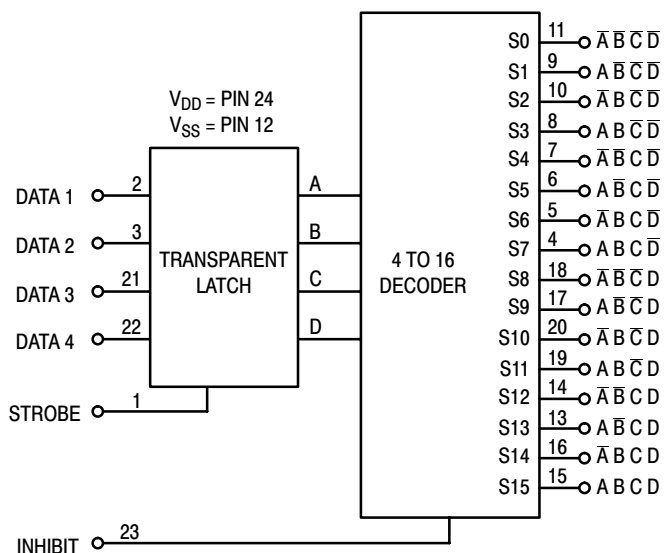 V_DD = PIN 24
V_SS = PIN 12
DATA 1
2
DATA 2
3
DATA 3
21
DATA 4
22
STROBE
1
INHIBIT
23
TRANSPARENT
LATCH
A
B
C
D
4 TO 16
DECODER
S0 11 A̅ B̅ C̅ D̅
S1 9 A B̅ C̅ D̅
S2 10 A̅ B C̅ D̅
S3 8 A B C̅ D̅
S4 7 A̅ B̅ C D̅
S5 6 A B̅ C D̅
S6 5 A̅ B C D̅
S7 4 A B C D̅
S8 18 A̅ B̅ C̅ D
S9 17 A B̅ C̅ D
S10 20 A̅ B C̅ D
S11 19 A B C̅ D
S12 14 A̅ B̅ C D
S13 13 A B̅ C D
S14 16 A̅ B C D
S15 15 A B C D